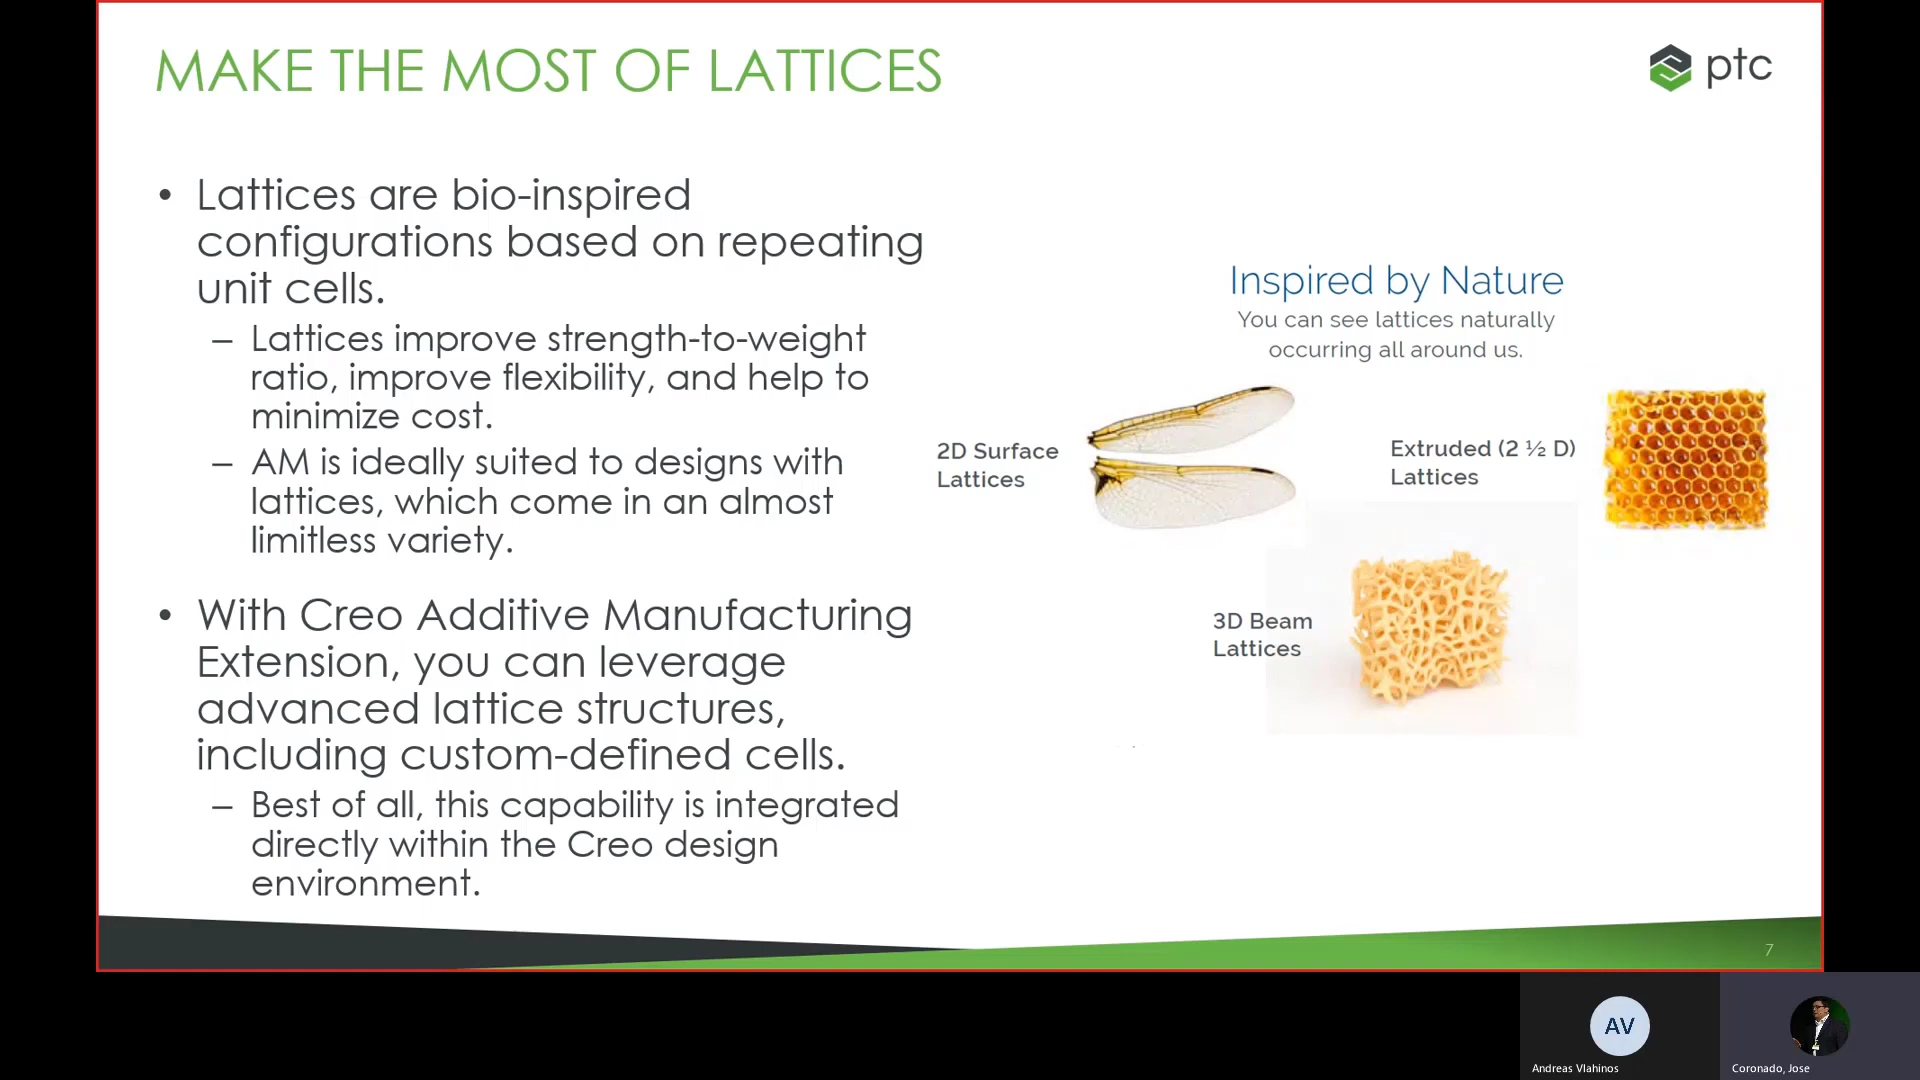 MAKE THE MOST OF LATTICES
ptc
• Lattices are bio-inspired
configurations based on repeating
unit cells.
– Lattices improve strength-to-weight
ratio, improve flexibility, and help to
minimize cost.
– AM is ideally suited to designs with
lattices, which come in an almost
limitless variety.
• With Creo Additive Manufacturing
Extension, you can leverage
advanced lattice structures,
including custom-defined cells.
– Best of all, this capability is integrated
directly within the Creo design
environment.
Inspired by Nature
You can see lattices naturally
occurring all around us.
2D Surface
Lattices
Extruded (2 ½ D)
Lattices
3D Beam
Lattices
7
AV
Andreas Vlahinos
Coronado, Jose